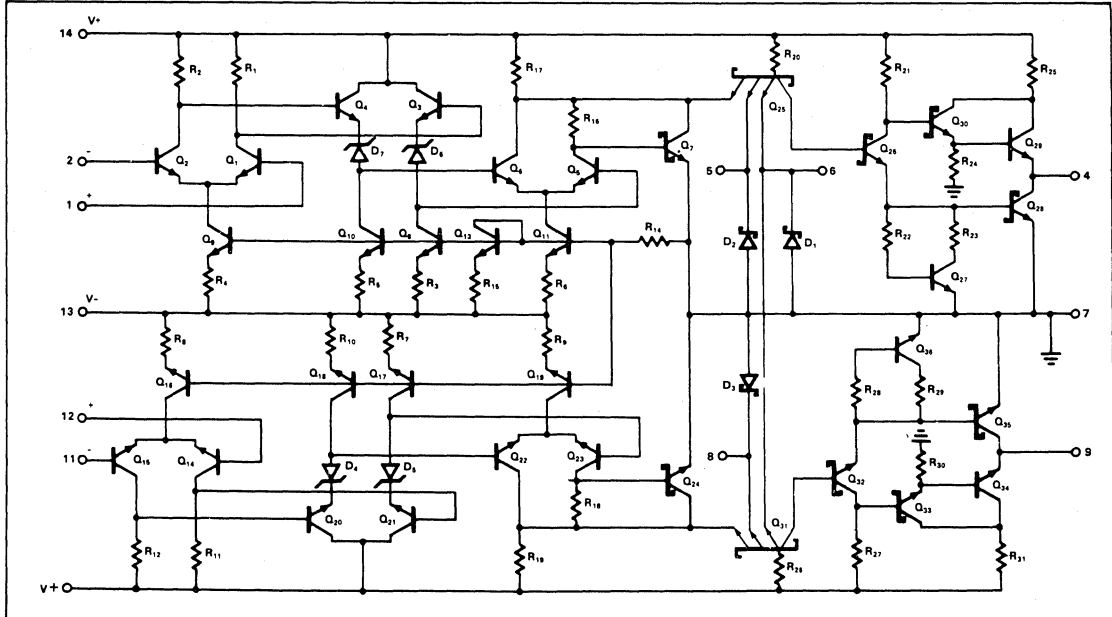 14 V+
R2
R1
R17
R20
R21
R25
Q4
Q3
Q25
Q30
R16
Q7
Q26
Q29
2 -
Q2
Q1
D7
D6
R24
Q6
Q5
5
6
4
1 +
Q28
Q9
Q10
Q8
Q13
Q11
R14
D2
D1
R22
R23
R4
R5
R3
R15
R6
Q27
13 V-
7
R8
R10
R7
R9
Q36
Q16
Q18
Q17
Q19
D3
R28
R29
12 +
Q35
11 -
Q15
Q14
D4
D5
Q22
Q23
8
9
Q24
Q32
R30
Q34
Q20
Q21
R18
Q31
Q33
R12
R11
R19
R26
R27
R31
V+